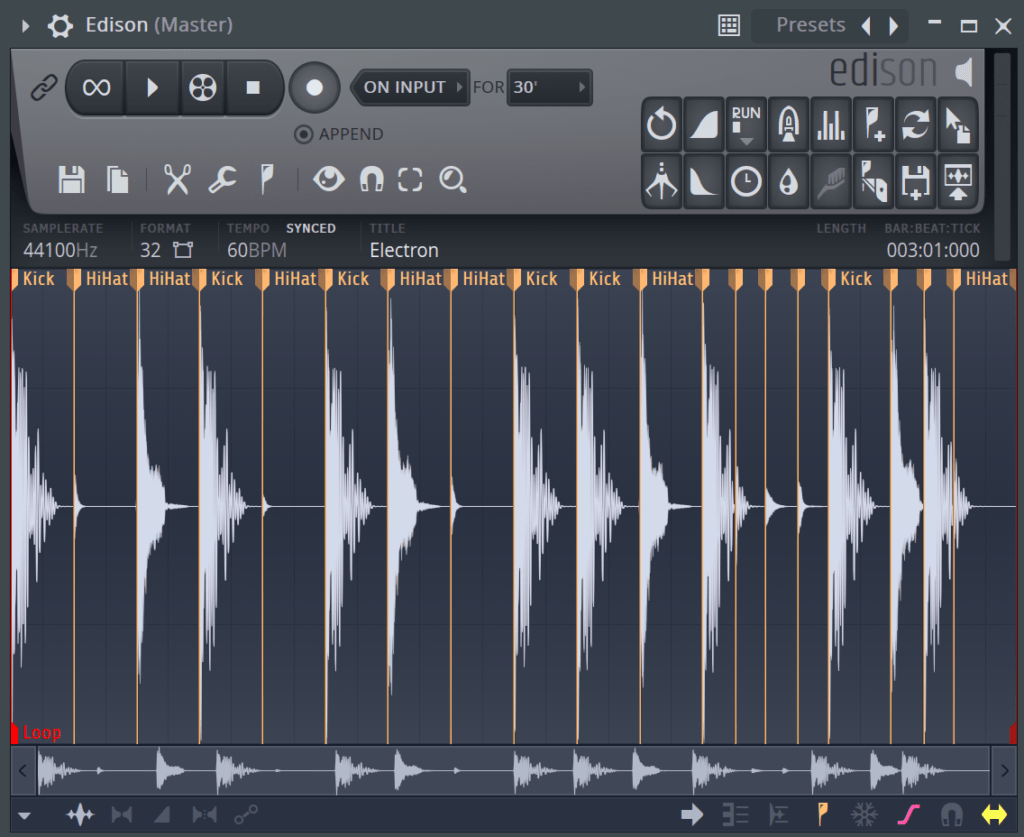 Edison (Master) Presets
edison
ON INPUT FOR 30'
RUN
APPEND
SAMPLERATE FORMAT TEMPO SYNCED TITLE LENGTH BAR:BEAT:TICK
44100Hz 32 60BPM Electron 003:01:000
Kick HiHat HiHat Kick HiHat Kick HiHat HiHat Kick Kick HiHat Kick HiHat
Loop